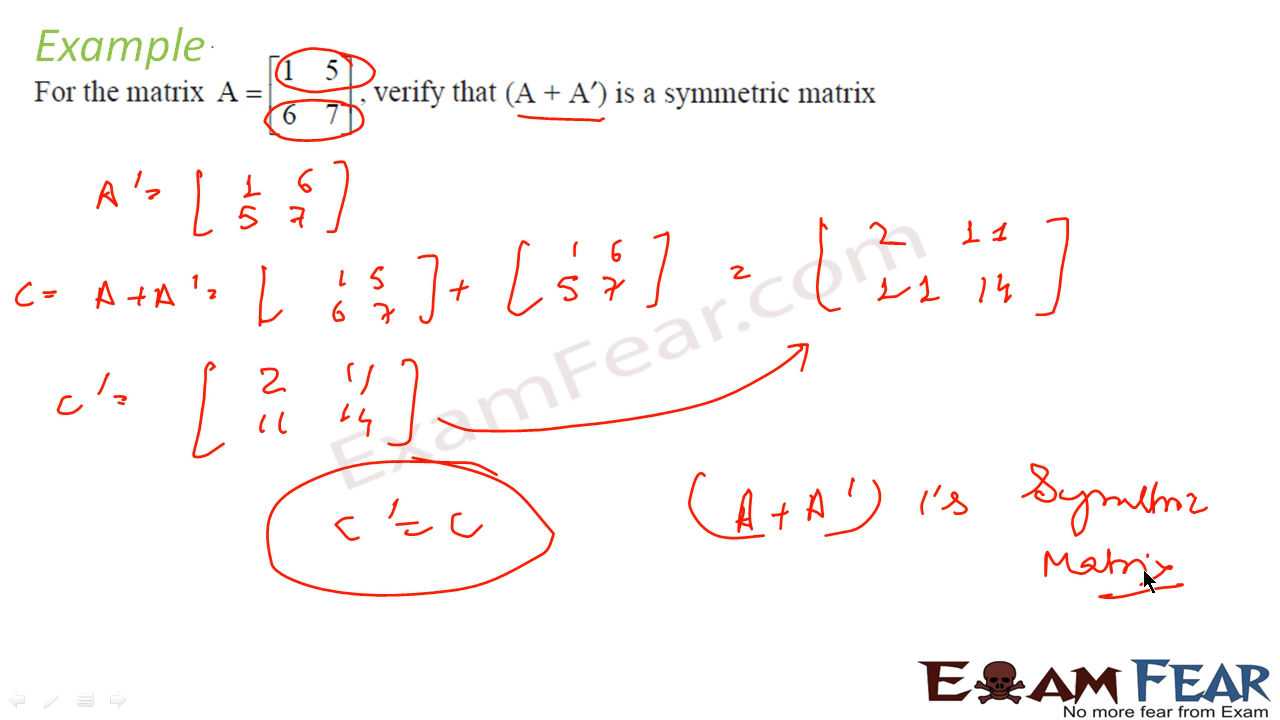 Example
For the matrix A = [1 5; 6 7], verify that (A + A′) is a symmetric matrix
A' = [1 6; 5 7]
C = A + A' = [1 5; 6 7] + [1 6; 5 7] = [2 11; 11 14]
C' = [2 11; 11 14]
C' = C
(A + A') is Symmetric
Matrix
ExamFear.com
EXAM FEAR
No more fear from Exam